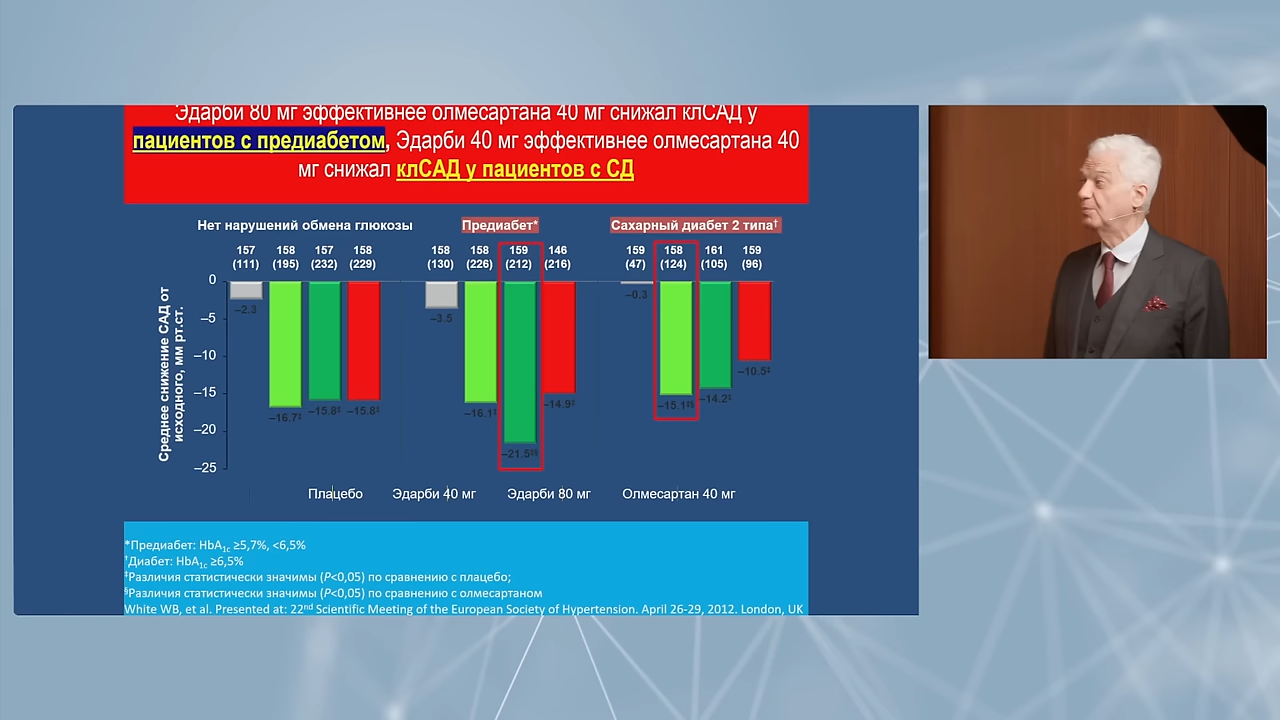 Эдарби 80 мг эффективнее олмесартана 40 мг снижал клСАД у
пациентов с предиабетом, Эдарби 40 мг эффективнее олмесартана 40
мг снижал клСАД у пациентов с СД
Нет нарушений обмена глюкозы
Предиабет*
Сахарный диабет 2 типа†
157 158 157 158 158 158 159 146 159 158 161 159
(111) (195) (232) (229) (130) (226) (212) (216) (47) (124) (105) (96)
Среднее снижение САД от
исходного, мм рт.ст.
0
–5
–10
–15
–20
–25
–2.3
–16.7‡
–15.8‡
–15.8‡
–3.5
–16.1‡
–21.5‡§
–14.9‡
–0.3
–15.1‡§
–14.2‡
–10.5‡
Плацебо Эдарби 40 мг Эдарби 80 мг Олмесартан 40 мг
*Предиабет: HbA1c ≥5,7%, <6,5%
†Диабет: HbA1c ≥6,5%
‡Различия статистически значимы (P<0,05) по сравнению с плацебо;
§Различия статистически значимы (P<0,05) по сравнению с олмесартаном
White WB, et al. Presented at: 22nd Scientific Meeting of the European Society of Hypertension. April 26-29, 2012. London, UK